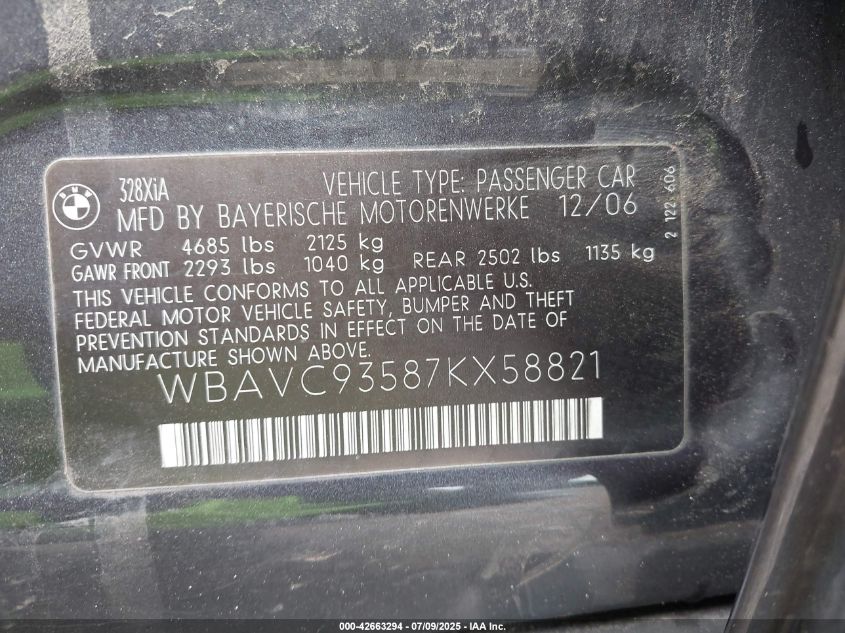 BMW
328XiA VEHICLE TYPE: PASSENGER CAR
MFD BY BAYERISCHE MOTORENWERKE 12/06
GVWR 4685 lbs 2125 kg
GAWR FRONT 2293 lbs 1040 kg REAR 2502 lbs 1135 kg
THIS VEHICLE CONFORMS TO ALL APPLICABLE U.S.
FEDERAL MOTOR VEHICLE SAFETY, BUMPER AND THEFT
PREVENTION STANDARDS IN EFFECT ON THE DATE OF
MANUFACTURE SHOWN ABOVE.
WBAVC93587KX58821
2 122 606
000-42663294 - 07/09/2025 - IAA Inc.